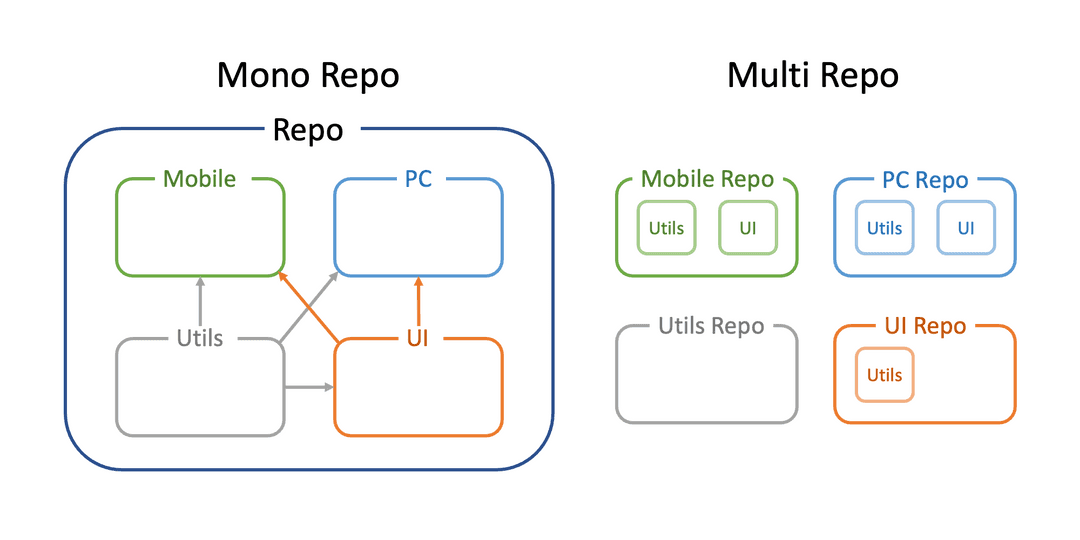 Mono Repo
Repo
Mobile
PC
Utils
UI
Multi Repo
Mobile Repo
Utils UI
PC Repo
Utils UI
Utils Repo
UI Repo
Utils